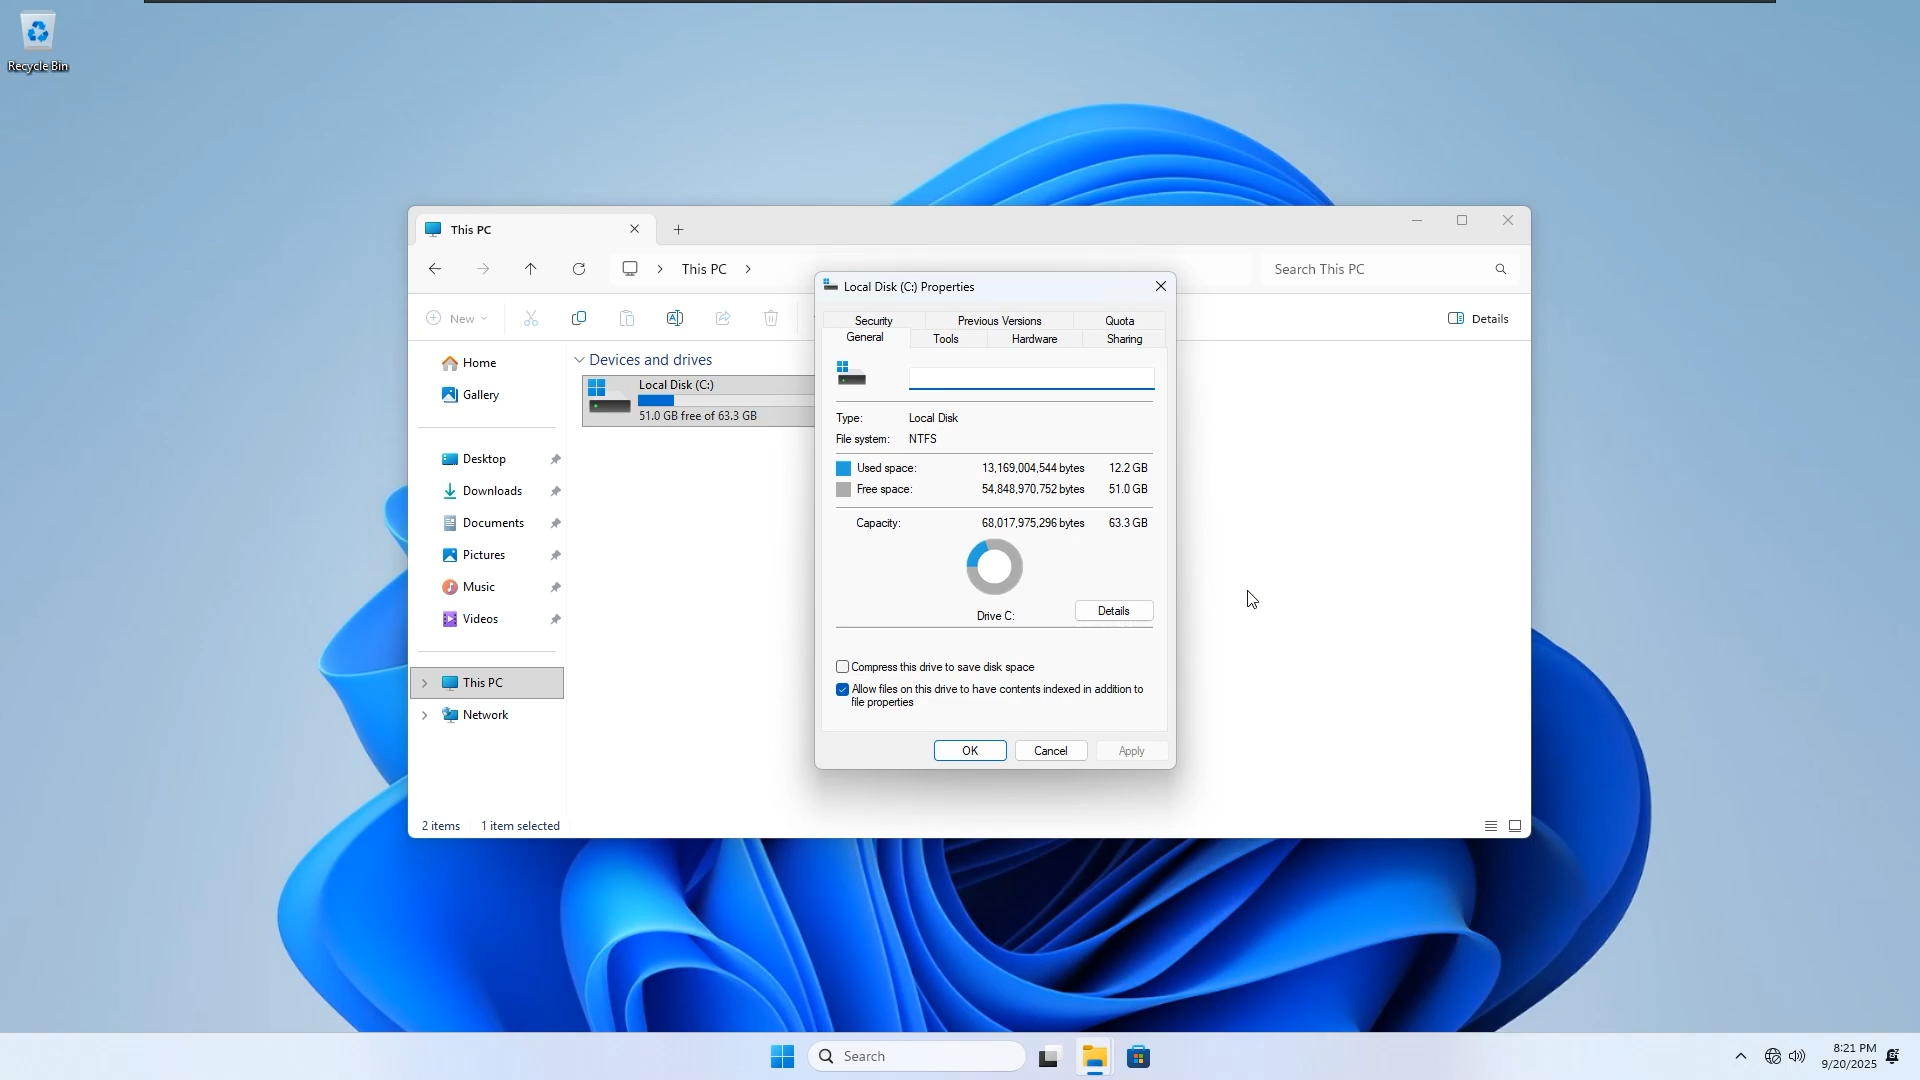 Recycle Bin
This PC
This PC
Search This PC
New
Details
Home
Gallery
Desktop
Downloads
Documents
Pictures
Music
Videos
This PC
Network
Devices and drives
Local Disk (C:)
51.0 GB free of 63.3 GB
2 items
1 item selected
Local Disk (C:) Properties
Security
Previous Versions
Quota
General
Tools
Hardware
Sharing
Type: Local Disk
File system: NTFS
Used space: 13,169,004,544 bytes 12.2 GB
Free space: 54,848,970,752 bytes 51.0 GB
Capacity: 68,017,975,296 bytes 63.3 GB
Drive C:
Details
Compress this drive to save disk space
Allow files on this drive to have contents indexed in addition to
file properties
OK
Cancel
Apply
Search
8:21 PM
9/20/2025